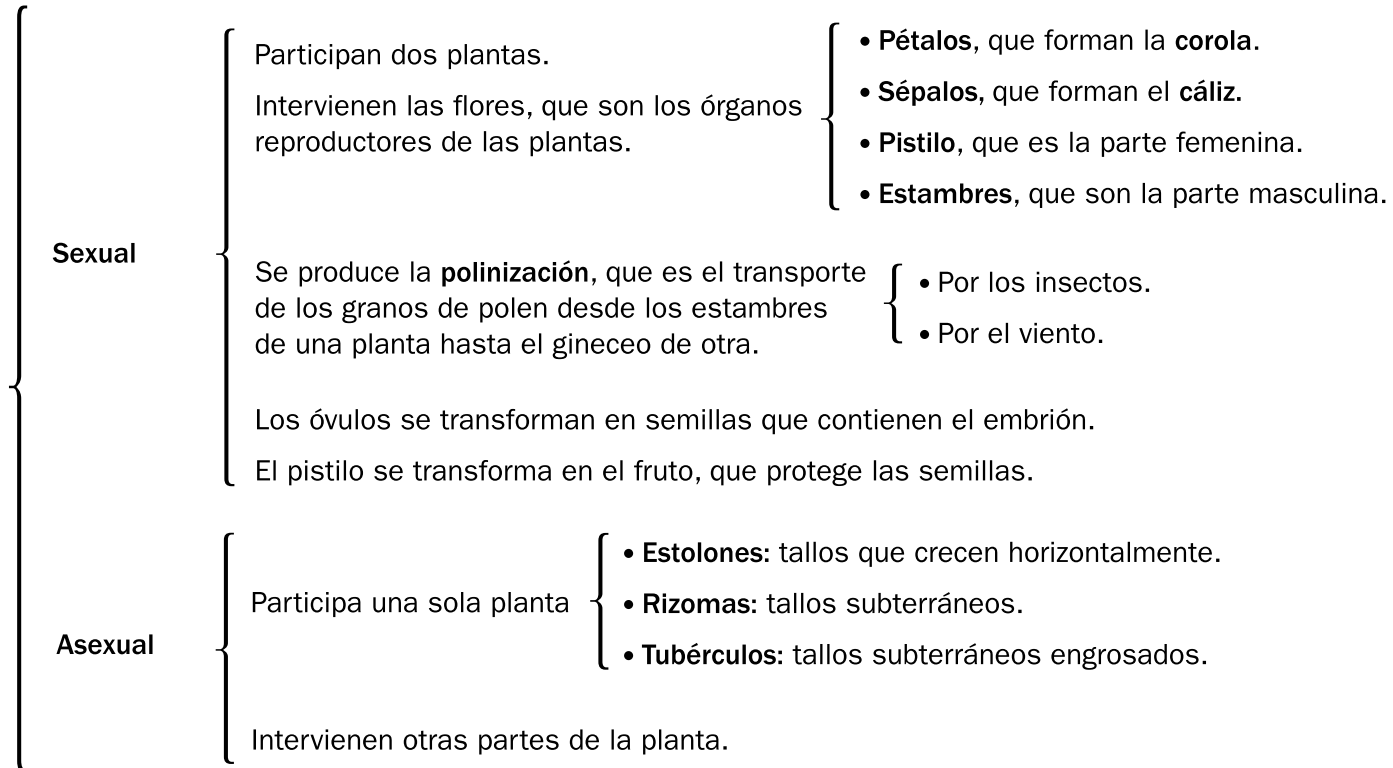 Sexual
Participan dos plantas.
Intervienen las flores, que son los órganos
reproductores de las plantas.
• Pétalos, que forman la corola.
• Sépalos, que forman el cáliz.
• Pistilo, que es la parte femenina.
• Estambres, que son la parte masculina.
Se produce la polinización, que es el transporte
de los granos de polen desde los estambres
de una planta hasta el gineceo de otra.
• Por los insectos.
• Por el viento.
Los óvulos se transforman en semillas que contienen el embrión.
El pistilo se transforma en el fruto, que protege las semillas.
Asexual
Participa una sola planta
• Estolones: tallos que crecen horizontalmente.
• Rizomas: tallos subterráneos.
• Tubérculos: tallos subterráneos engrosados.
Intervienen otras partes de la planta.